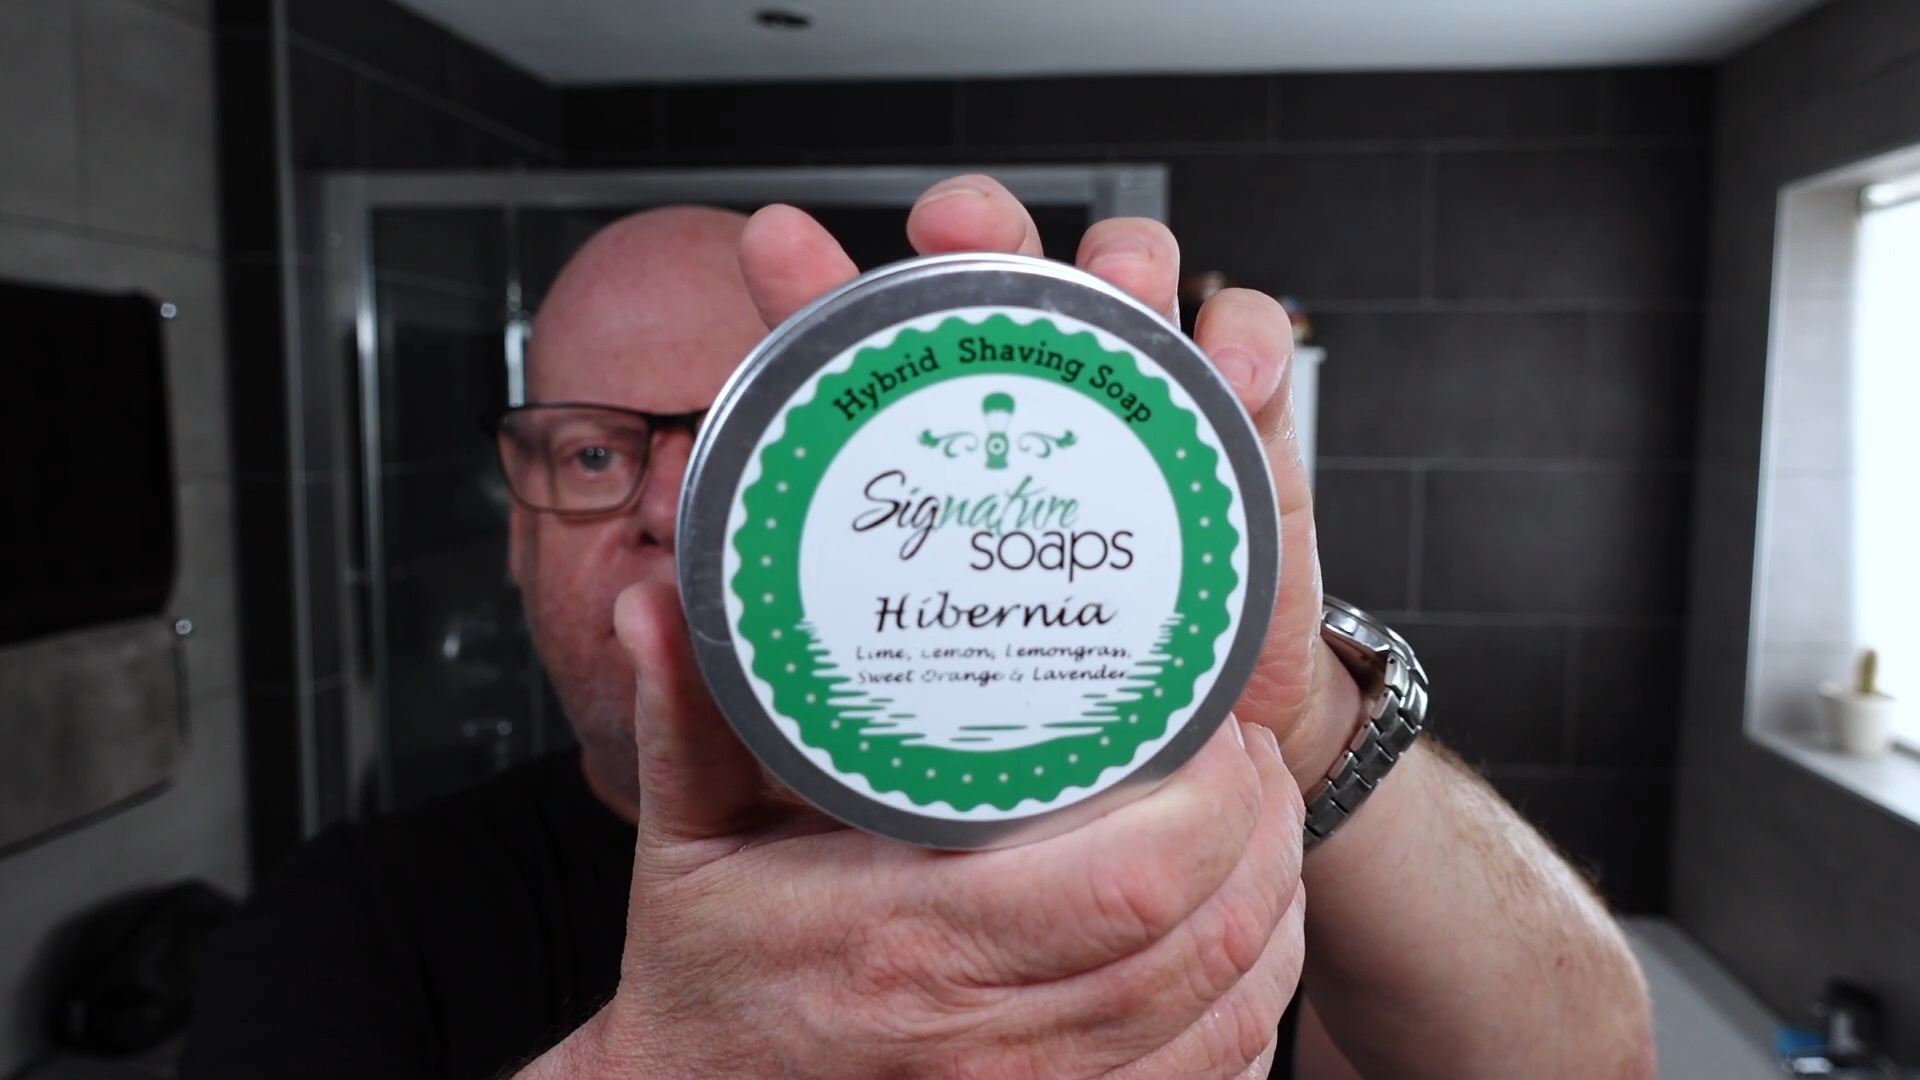 Hybrid Shaving Soap
Signature
soaps
Hibernia
Lime, Lemon, Lemongrass,
Sweet Orange & Lavender